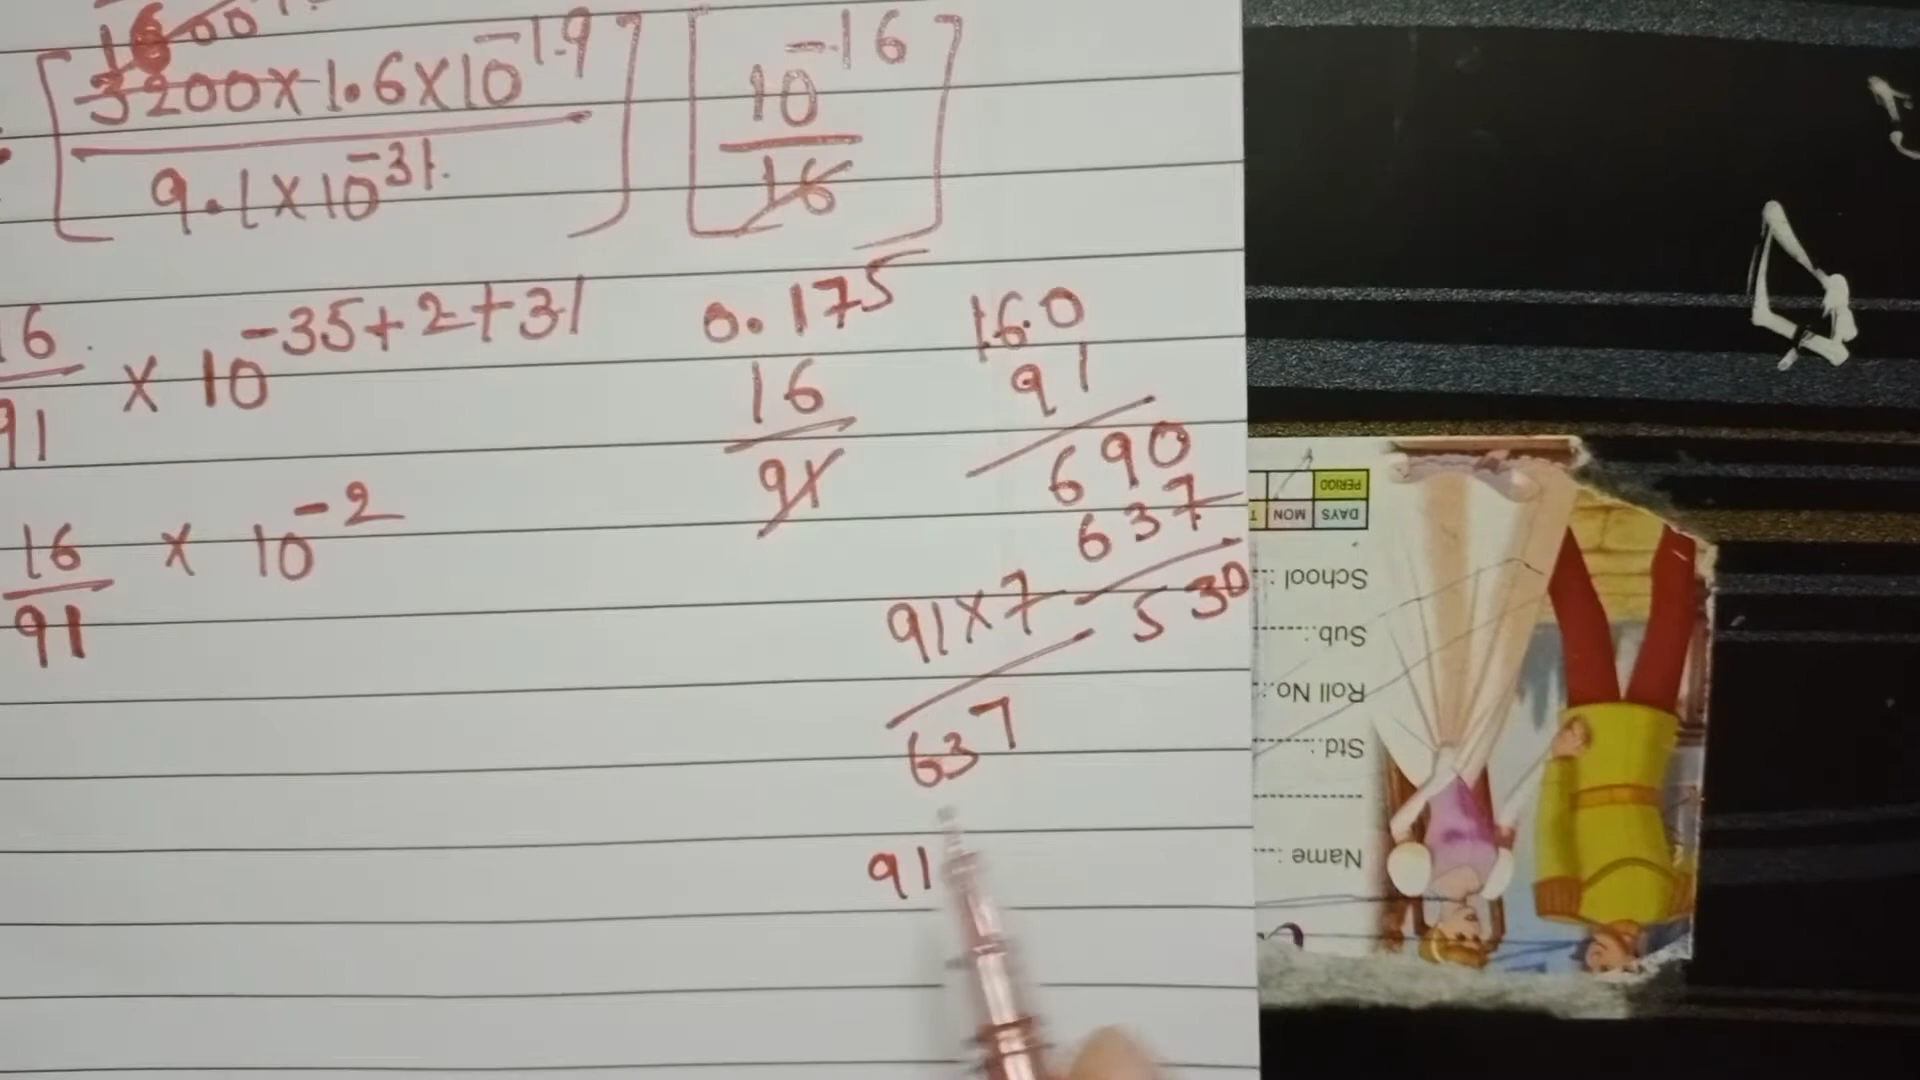 1600
[3200×1.6×10^-19 / 9.1×10^-31] [10^-16 / 16]
16/91 × 10^-35+2+31
0.175
16/91
16.0
91
690
637
530
91×7
637
16/91 × 10^-2
91
PERIOD
DAYS MON T
School :
Sub :
Roll No. :
Std. :
Name :